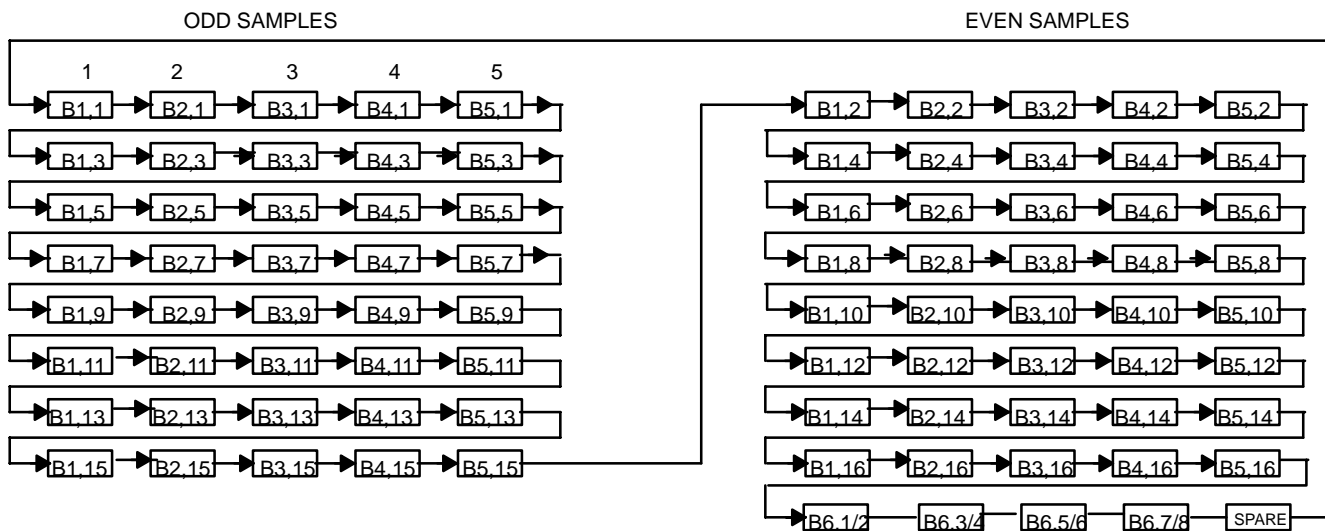 ODD SAMPLES EVEN SAMPLES
1 2 3 4 5
B1,1 B2,1 B3,1 B4,1 B5,1 B1,2 B2,2 B3,2 B4,2 B5,2
B1,3 B2,3 B3,3 B4,3 B5,3 B1,4 B2,4 B3,4 B4,4 B5,4
B1,5 B2,5 B3,5 B4,5 B5,5 B1,6 B2,6 B3,6 B4,6 B5,6
B1,7 B2,7 B3,7 B4,7 B5,7 B1,8 B2,8 B3,8 B4,8 B5,8
B1,9 B2,9 B3,9 B4,9 B5,9 B1,10 B2,10 B3,10 B4,10 B5,10
B1,11 B2,11 B3,11 B4,11 B5,11 B1,12 B2,12 B3,12 B4,12 B5,12
B1,13 B2,13 B3,13 B4,13 B5,13 B1,14 B2,14 B3,14 B4,14 B5,14
B1,15 B2,15 B3,15 B4,15 B5,15 B1,16 B2,16 B3,16 B4,16 B5,16
B6,1/2 B6,3/4 B6,5/6 B6,7/8 SPARE